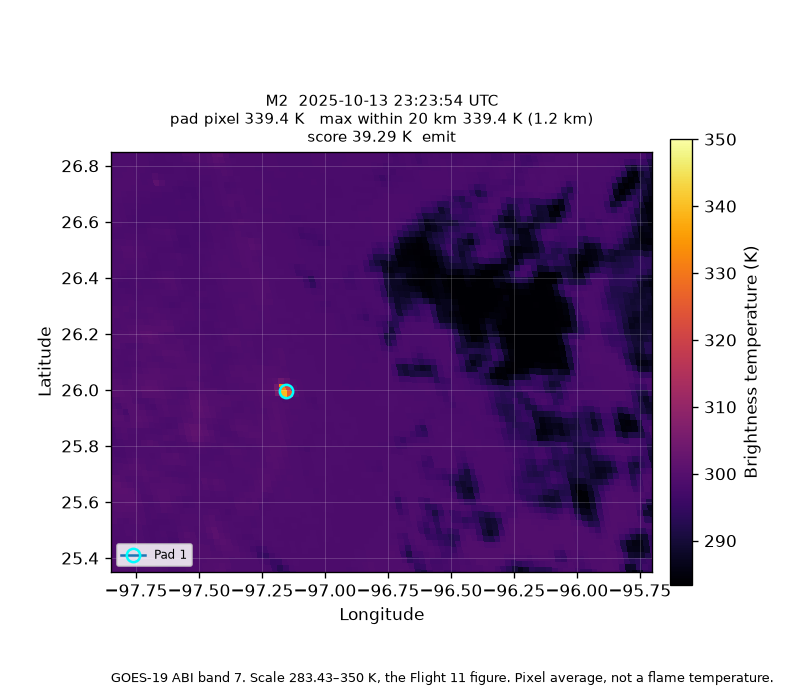 M2  2025-10-13 23:23:54 UTC
pad pixel 339.4 K   max within 20 km 339.4 K (1.2 km)
score 39.29 K  emit
26.8
26.6
26.4
26.2
26.0
25.8
25.6
25.4
Latitude
Pad 1
−97.75 −97.50 −97.25 −97.00 −96.75 −96.50 −96.25 −96.00 −95.75
Longitude
350
340
330
320
310
300
290
Brightness temperature (K)
GOES-19 ABI band 7. Scale 283.43–350 K, the Flight 11 figure. Pixel average, not a flame temperature.